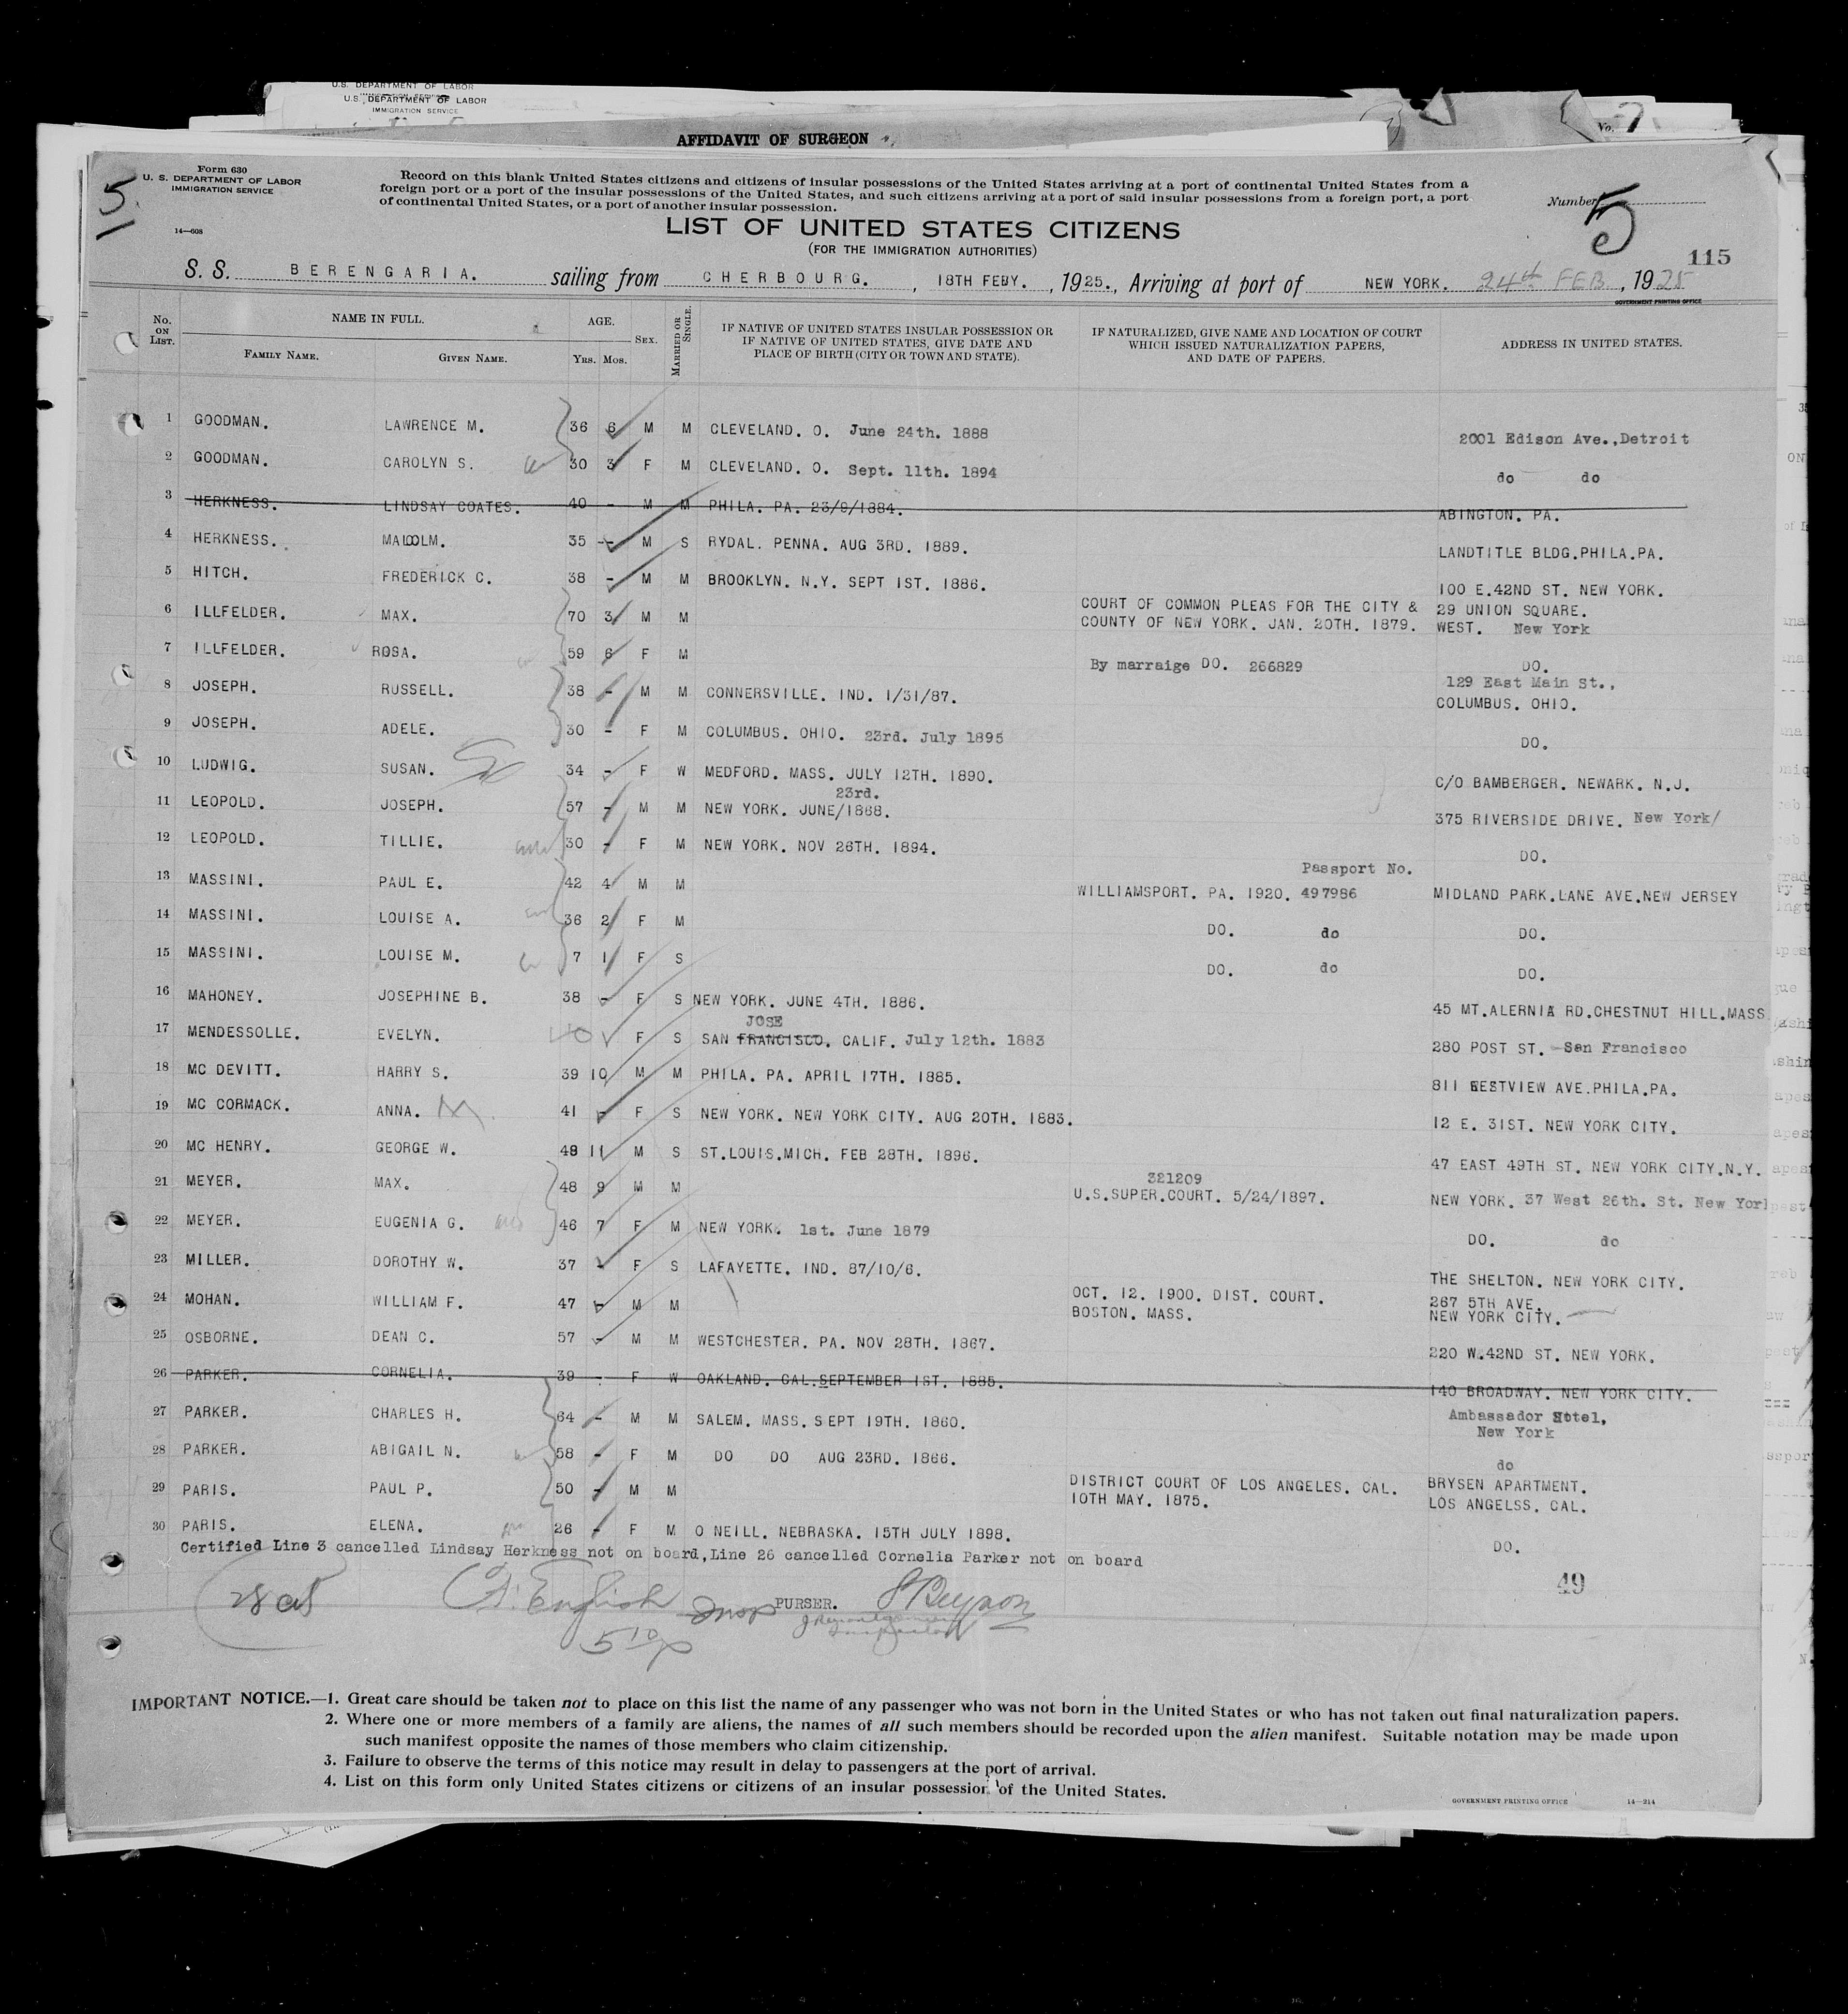 U.S. DEPARTMENT OF LABOR
U.S. DEPARTMENT OF LABOR
IMMIGRATION SERVICE
No. 7
AFFIDAVIT OF SURGEON
Form 630
U. S. DEPARTMENT OF LABOR
IMMIGRATION SERVICE
14—608
5
Record on this blank United States citizens and citizens of insular possessions of the United States arriving at a port of continental United States from a
foreign port or a port of the insular possessions of the United States, and such citizens arriving at a port of said insular possessions from a foreign port, a port
of continental United States, or a port of another insular possession.
Number 5
LIST OF UNITED STATES CITIZENS
(FOR THE IMMIGRATION AUTHORITIES)
115
S. S. BERENGARIA. sailing from CHERBOURG. , 18TH FEBY. , 1925., Arriving at port of NEW YORK. 24th FEB , 1925
GOVERNMENT PRINTING OFFICE
No. ON LIST. NAME IN FULL. FAMILY NAME. GIVEN NAME. AGE. YRS. MOS. SEX. MARRIED OR SINGLE. IF NATIVE OF UNITED STATES INSULAR POSSESSION OR IF NATIVE OF UNITED STATES, GIVE DATE AND PLACE OF BIRTH (CITY OR TOWN AND STATE). IF NATURALIZED, GIVE NAME AND LOCATION OF COURT WHICH ISSUED NATURALIZATION PAPERS, AND DATE OF PAPERS. ADDRESS IN UNITED STATES.
1 GOODMAN. LAWRENCE M. 36 6 M M CLEVELAND. O. June 24th. 1888 2001 Edison Ave.,Detroit
2 GOODMAN. CAROLYN S. 30 3 F M CLEVELAND. O. Sept. 11th. 1894 do do
3 HERKNESS. LINDSAY COATES. 40 - M M PHILA. PA. 23/9/1884. ABINGTON. PA.
4 HERKNESS. MALCOLM. 35 - M S RYDAL. PENNA. AUG 3RD. 1889. LANDTITLE BLDG.PHILA.PA.
5 HITCH. FREDERICK C. 38 - M M BROOKLYN. N.Y. SEPT 1ST. 1886. 100 E.42ND ST. NEW YORK.
6 ILLFELDER. MAX. 70 3 M M COURT OF COMMON PLEAS FOR THE CITY & 29 UNION SQUARE.
COUNTY OF NEW YORK. JAN. 20TH. 1879. WEST. New York
7 ILLFELDER. ROSA. 59 6 F M By marraige DO. 266829 DO.
8 JOSEPH. RUSSELL. 38 - M M CONNERSVILLE. IND. 1/31/87. 129 East Main St.,
COLUMBUS. OHIO.
9 JOSEPH. ADELE. 30 - F M COLUMBUS. OHIO. 23rd. July 1895 DO.
10 LUDWIG. SUSAN. 34 - F W MEDFORD. MASS. JULY 12TH. 1890. C/O BAMBERGER. NEWARK. N.J.
23rd.
11 LEOPOLD. JOSEPH. 57 - M M NEW YORK. JUNE/1868. 375 RIVERSIDE DRIVE. New York/
12 LEOPOLD. TILLIE. 30 - F M NEW YORK. NOV 26TH. 1894. DO.
Passport No.
13 MASSINI. PAUL E. 42 4 M M WILLIAMSPORT. PA. 1920. 497986 MIDLAND PARK.LANE AVE.NEW JERSEY
14 MASSINI. LOUISE A. 36 2 F M DO. do DO.
15 MASSINI. LOUISE M. 7 1 F S DO. do DO.
16 MAHONEY. JOSEPHINE B. 38 - F S NEW YORK. JUNE 4TH. 1886. 45 MT.ALERNIA RD.CHESTNUT HILL.MASS
JOSE
17 MENDESSOLLE. EVELYN. 40 F S SAN FRANCISCO. CALIF. July 12th. 1883 280 POST ST. San Francisco
18 MC DEVITT. HARRY S. 39 10 M M PHILA. PA. APRIL 17TH. 1885. 811 WESTVIEW AVE.PHILA.PA.
19 MC CORMACK. ANNA. M. 41 - F S NEW YORK. NEW YORK CITY. AUG 20TH. 1883. 12 E. 31ST. NEW YORK CITY.
20 MC HENRY. GEORGE W. 48 11 M S ST.LOUIS.MICH. FEB 28TH. 1896. 47 EAST 49TH ST. NEW YORK CITY.N.Y.
321209
21 MEYER. MAX. 48 9 M M U.S.SUPER.COURT. 5/24/1897. NEW YORK. 37 West 26th. St. New Yor
22 MEYER. EUGENIA G. 46 7 F M NEW YORK. 1st. June 1879 DO. do
23 MILLER. DOROTHY W. 37 - F S LAFAYETTE. IND. 87/10/6. THE SHELTON. NEW YORK CITY.
24 MOHAN. WILLIAM F. 47 - M M OCT. 12. 1900. DIST. COURT. 267 5TH AVE.
BOSTON. MASS. NEW YORK CITY.
25 OSBORNE. DEAN C. 57 - M M WESTCHESTER. PA. NOV 28TH. 1867. 220 W.42ND ST. NEW YORK.
26 PARKER. CORNELIA. 39 - F W OAKLAND. CAL.SEPTEMBER 1ST. 1885. 140 BROADWAY. NEW YORK CITY.
27 PARKER. CHARLES H. 64 - M M SALEM. MASS. SEPT 19TH. 1860. Ambassador Hotel,
New York
28 PARKER. ABIGAIL N. 58 - F M DO DO AUG 23RD. 1866. do
29 PARIS. PAUL P. 50 - M M DISTRICT COURT OF LOS ANGELES. CAL. BRYSEN APARTMENT.
10TH MAY. 1875. LOS ANGELSS. CAL.
30 PARIS. ELENA. 26 - F M O NEILL. NEBRASKA. 15TH JULY 1898. DO.
Certified Line 3 cancelled Lindsay Herkness not on board,Line 26 cancelled Cornelia Parker not on board
49
28 English Insp PURSER.
510p
IMPORTANT NOTICE.—1. Great care should be taken not to place on this list the name of any passenger who was not born in the United States or who has not taken out final naturalization papers.
2. Where one or more members of a family are aliens, the names of all such members should be recorded upon the alien manifest. Suitable notation may be made upon
such manifest opposite the names of those members who claim citizenship.
3. Failure to observe the terms of this notice may result in delay to passengers at the port of arrival.
4. List on this form only United States citizens or citizens of an insular possession of the United States.
GOVERNMENT PRINTING OFFICE 14—214